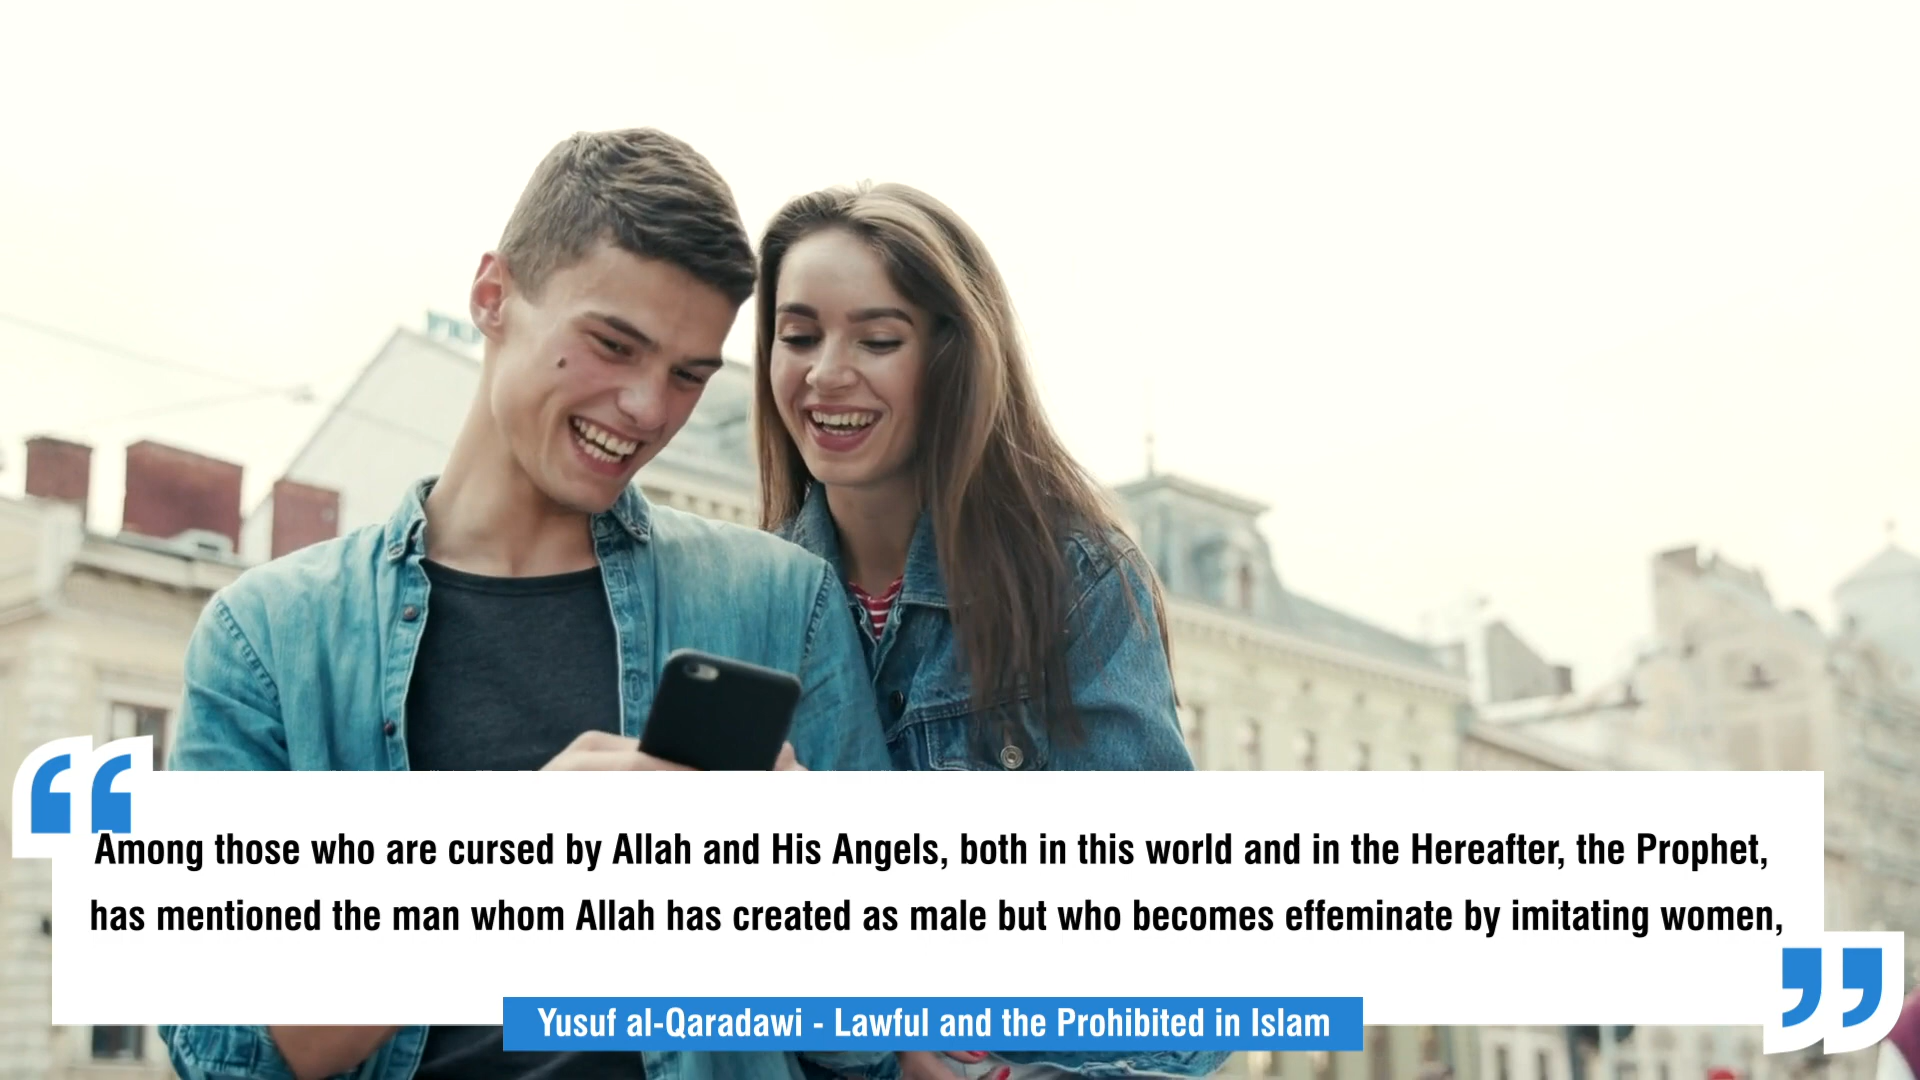 Among those who are cursed by Allah and His Angels, both in this world and in the Hereafter, the Prophet,
has mentioned the man whom Allah has created as male but who becomes effeminate by imitating women,
Yusuf al-Qaradawi - Lawful and the Prohibited in Islam